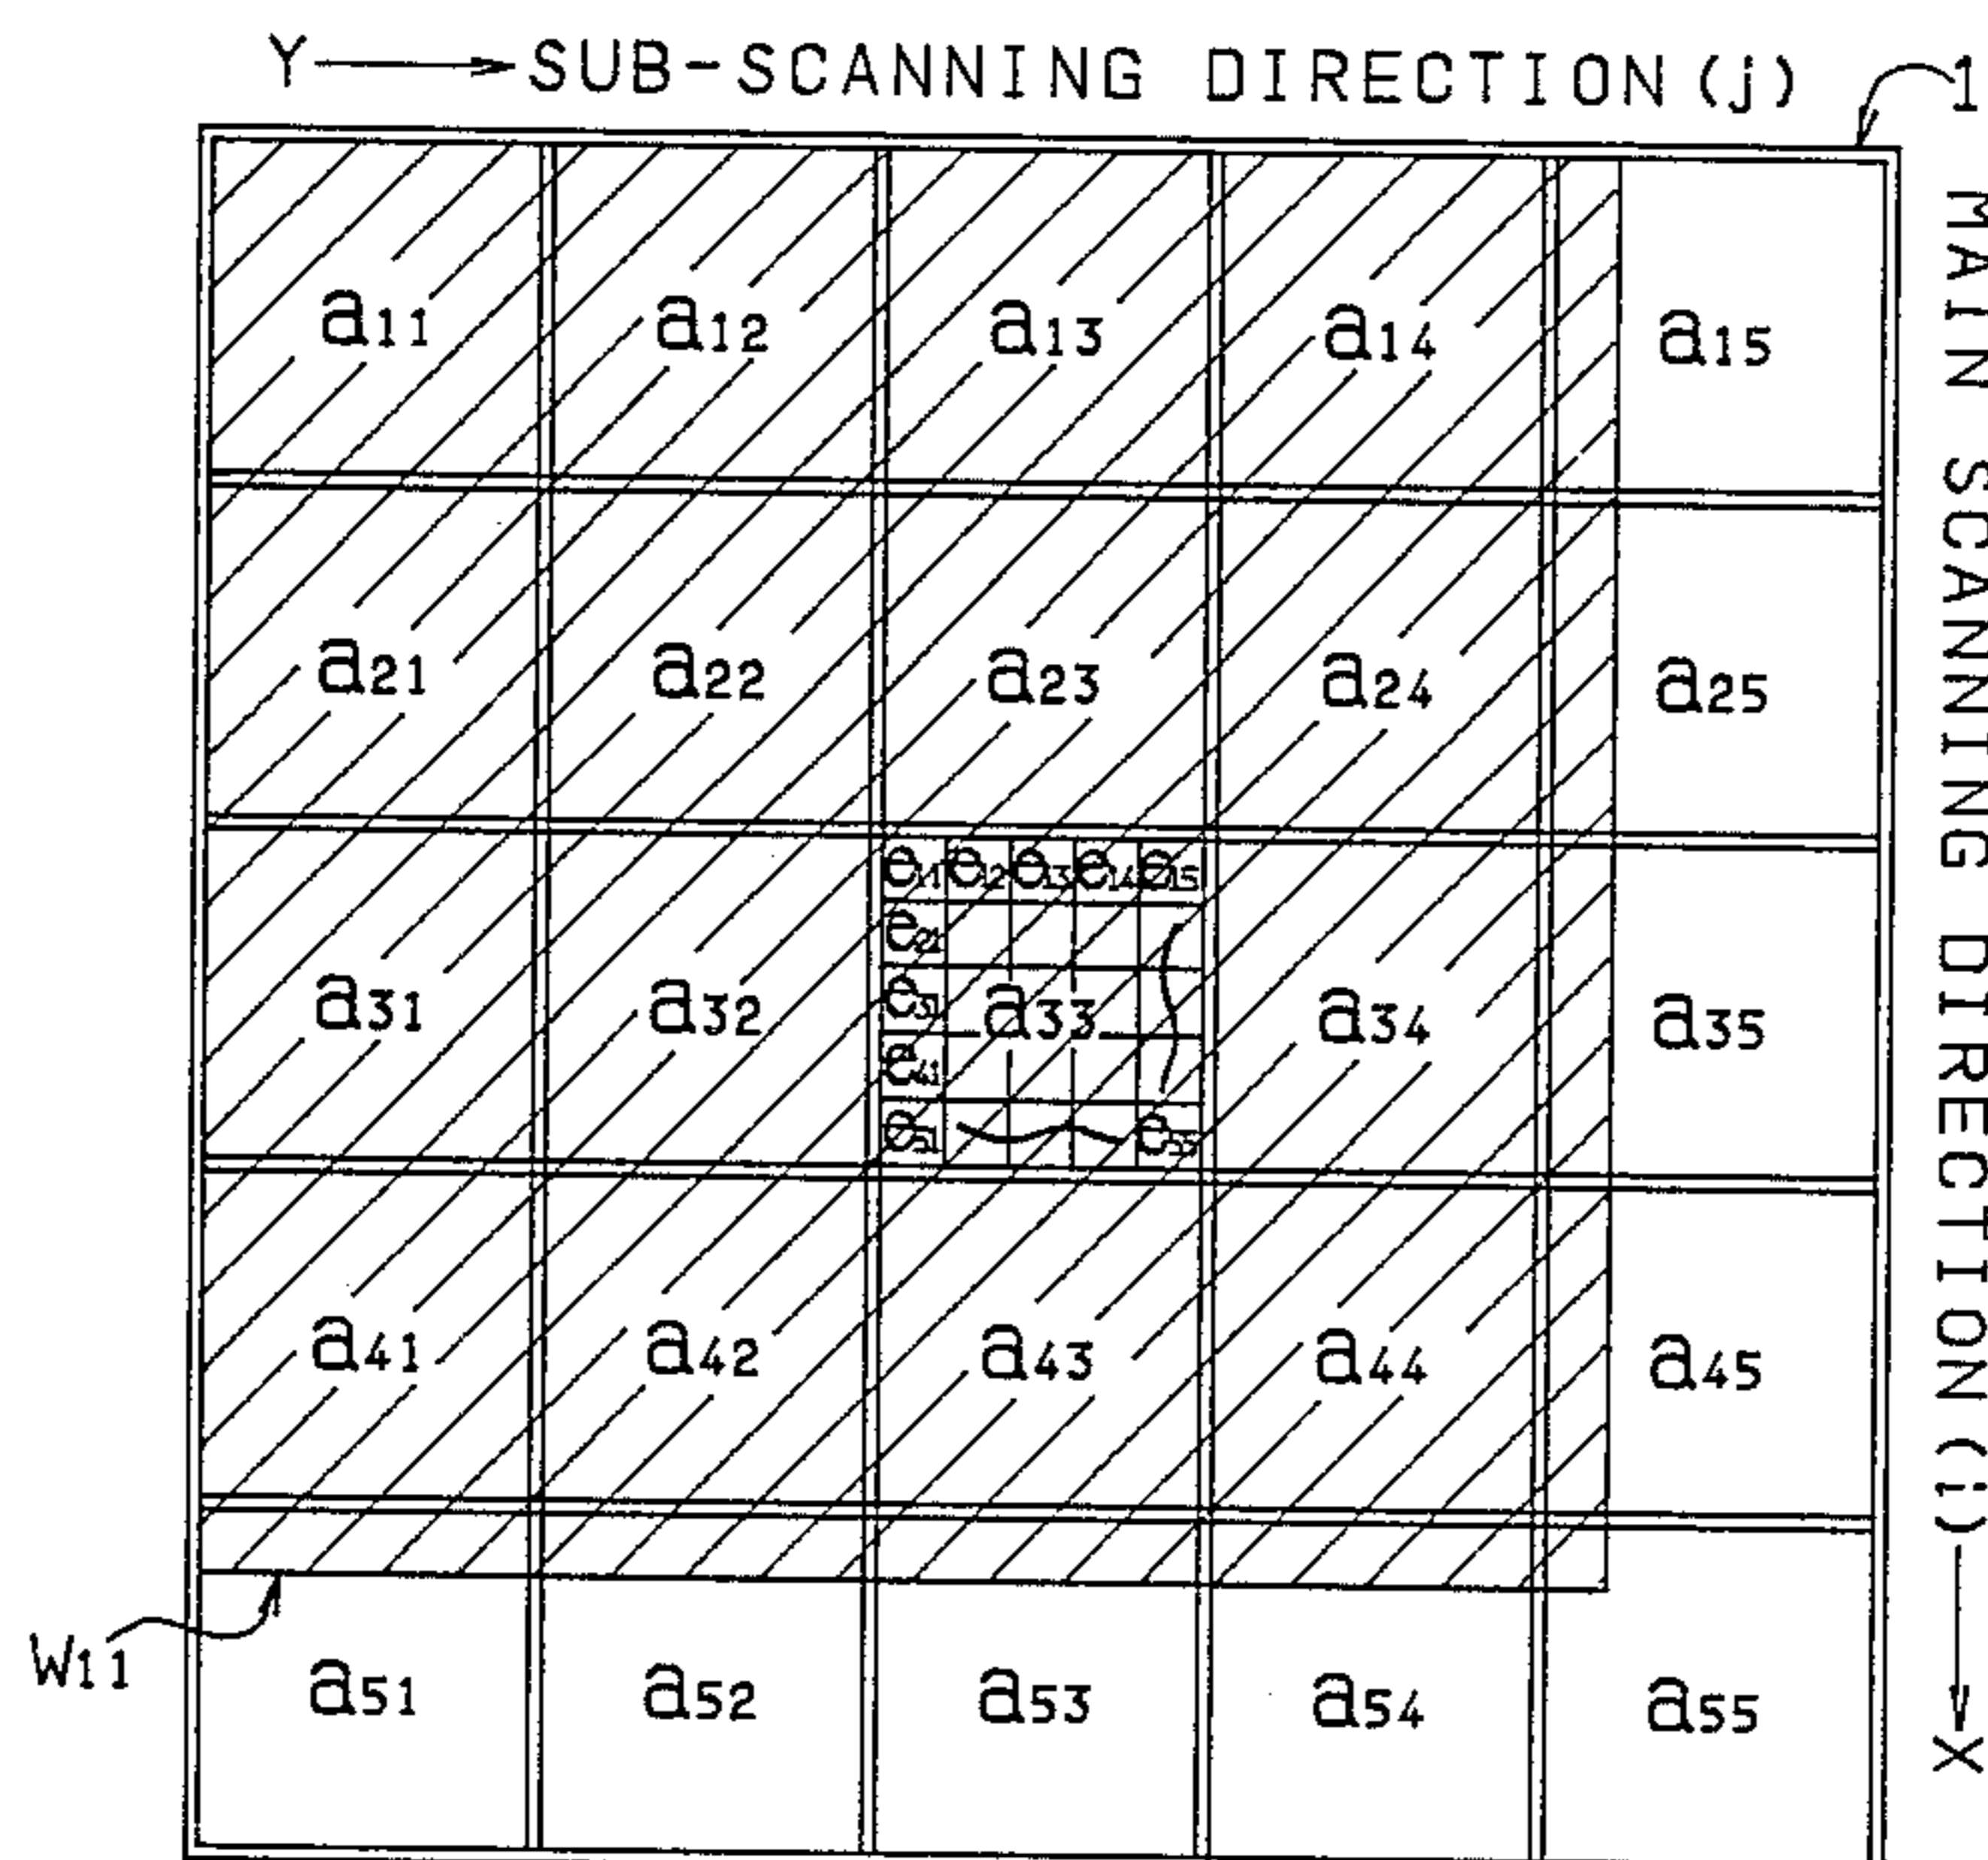 Y → SUB-SCANNING DIRECTION (j)
1
MAIN SCANNING DIRECTION (i) → X
a11 a12 a13 a14 a15
a21 a22 a23 a24 a25
e11 e12 e13 e14 e15
e21
e31
e41
e51 e55
a31 a32 a33 a34 a35
a41 a42 a43 a44 a45
W11
a51 a52 a53 a54 a55